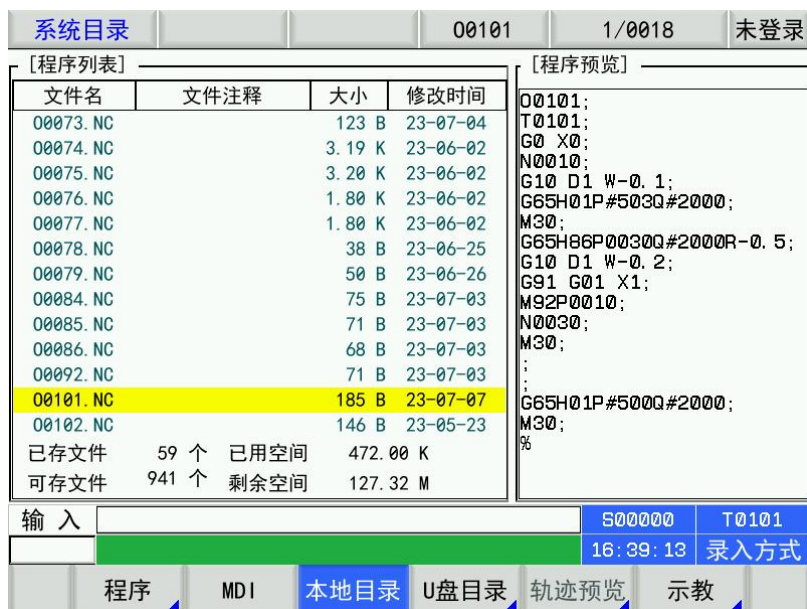 系统目录 O0101 1/0018 未登录
[程序列表]
文件名 文件注释 大小 修改时间
O0073.NC 123 B 23-07-04
O0074.NC 3.19 K 23-06-02
O0075.NC 3.20 K 23-06-02
O0076.NC 1.80 K 23-06-02
O0077.NC 1.80 K 23-06-02
O0078.NC 38 B 23-06-25
O0079.NC 50 B 23-06-26
O0084.NC 75 B 23-07-03
O0085.NC 71 B 23-07-03
O0086.NC 68 B 23-07-03
O0092.NC 71 B 23-07-03
O0101.NC 185 B 23-07-07
O0102.NC 146 B 23-05-23
已存文件 59 个 已用空间 472.00 K
可存文件 941 个 剩余空间 127.32 M
[程序预览]
O0101;
T0101;
G0 X0;
N0010;
G10 D1 W-0.1;
G65H01P#503Q#2000;
M30;
G65H86P0030Q#2000R-0.5;
G10 D1 W-0.2;
G91 G01 X1;
M92P0010;
N0030;
M30;
;
;
G65H01P#500Q#2000;
M30;
%
输 入 S00000 T0101
16:39:13 录入方式
程序 MDI 本地目录 U盘目录 轨迹预览 示教